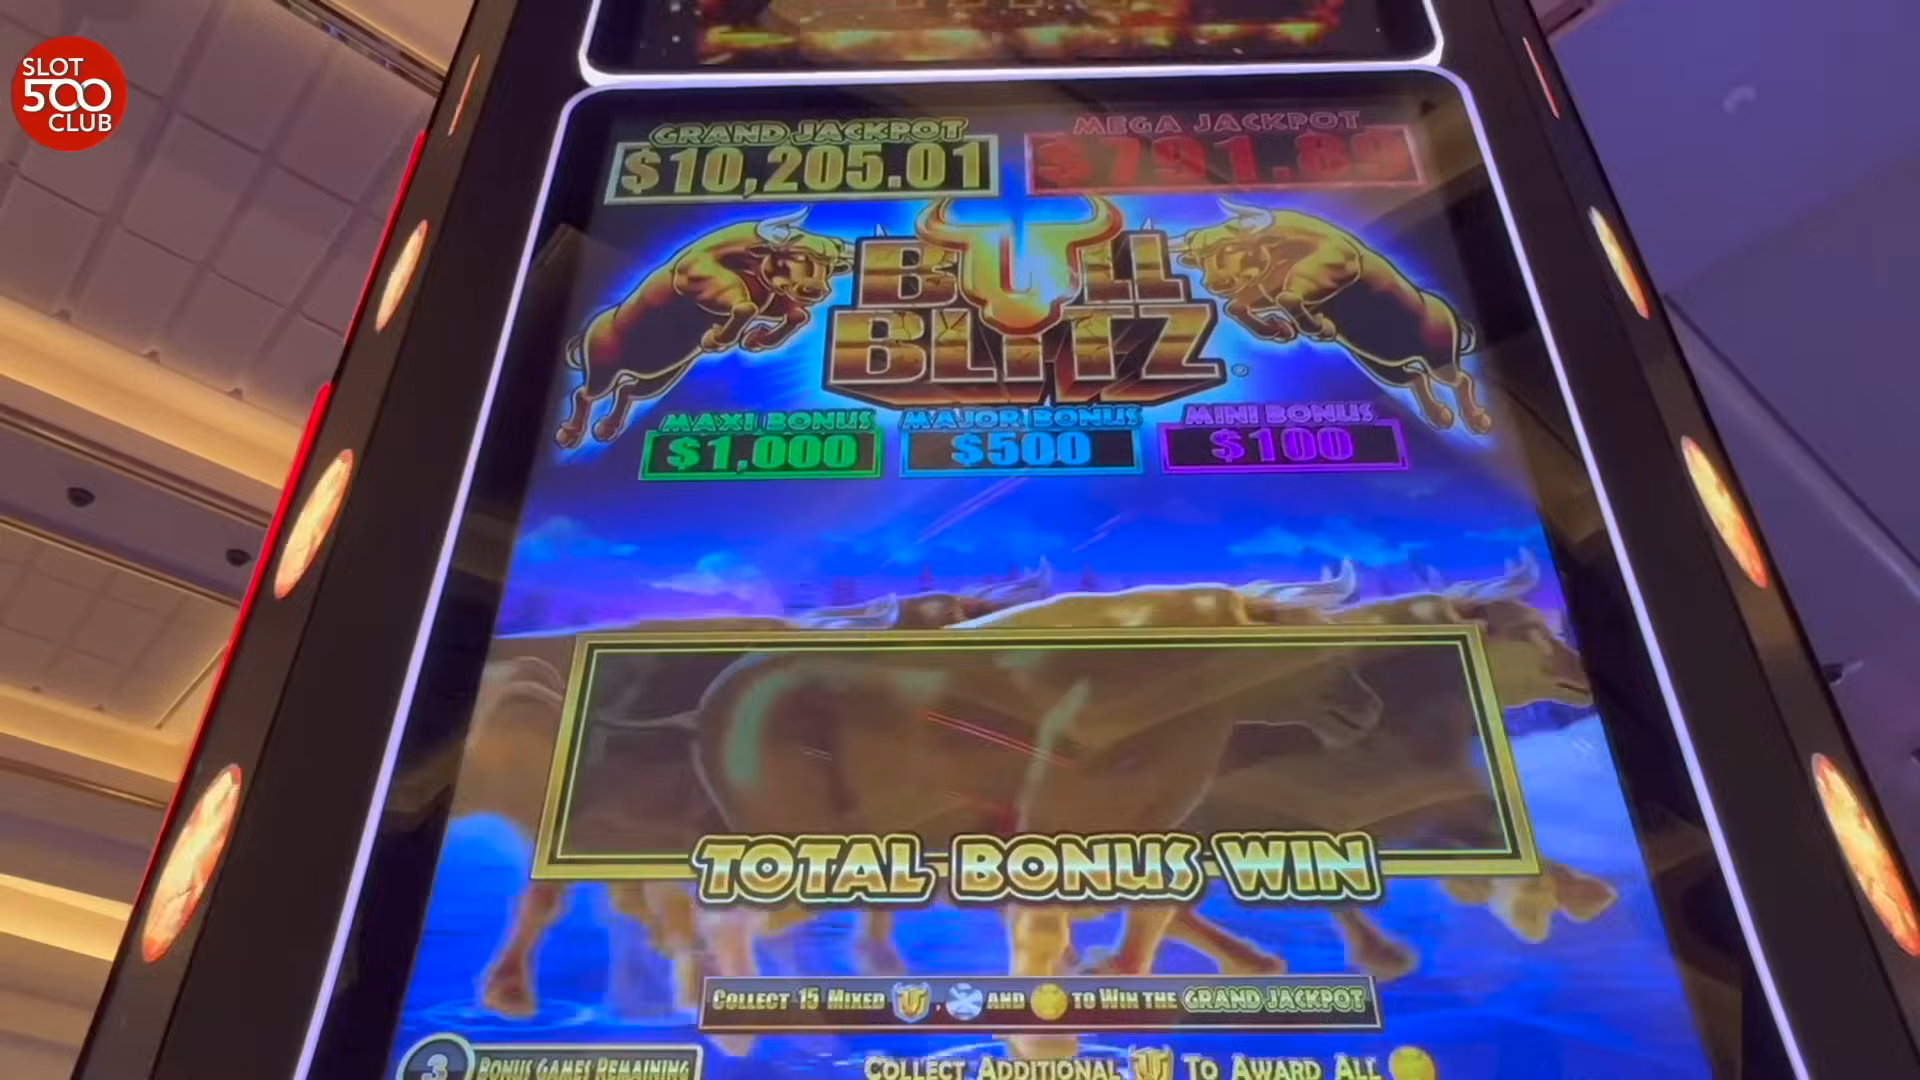 SLOT
500
CLUB
GRAND JACKPOT
$10,205.01
MEGA JACKPOT
$791.89
BULL
BLITZ
®
MAXI BONUS
$1,000
MAJOR BONUS
$500
MINI BONUS
$100
TOTAL BONUS WIN
COLLECT 15 MIXED , AND TO WIN THE GRAND JACKPOT
3 BONUS GAMES REMAINING
COLLECT ADDITIONAL TO AWARD ALL